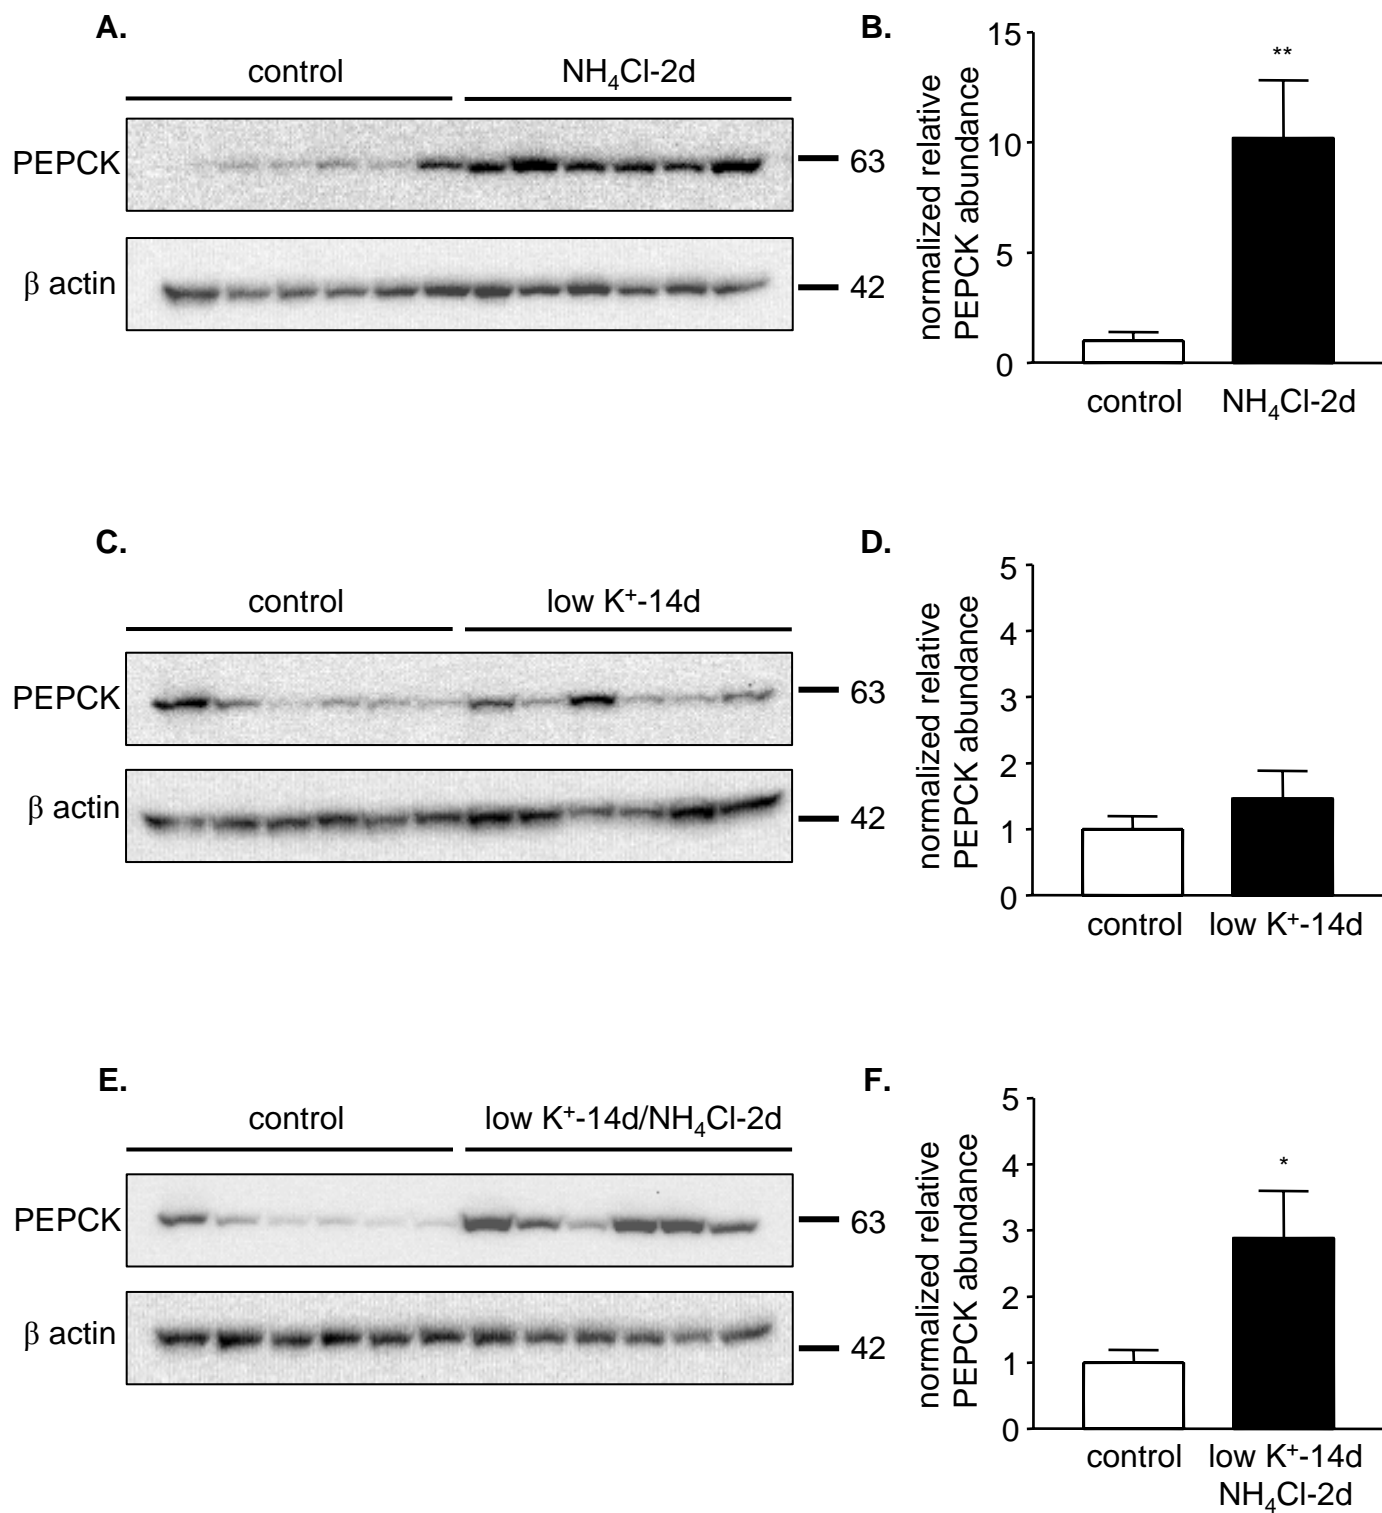 A.
control NH₄Cl-2d
PEPCK 63
β actin 42
B.
normalized relative
PEPCK abundance
15
10
5
0
**
control NH₄Cl-2d
C.
control low K⁺-14d
PEPCK 63
β actin 42
D.
normalized relative
PEPCK abundance
5
4
3
2
1
0
control low K⁺-14d
E.
control low K⁺-14d/NH₄Cl-2d
PEPCK 63
β actin 42
F.
normalized relative
PEPCK abundance
5
4
3
2
1
0
*
control low K⁺-14d
NH₄Cl-2d